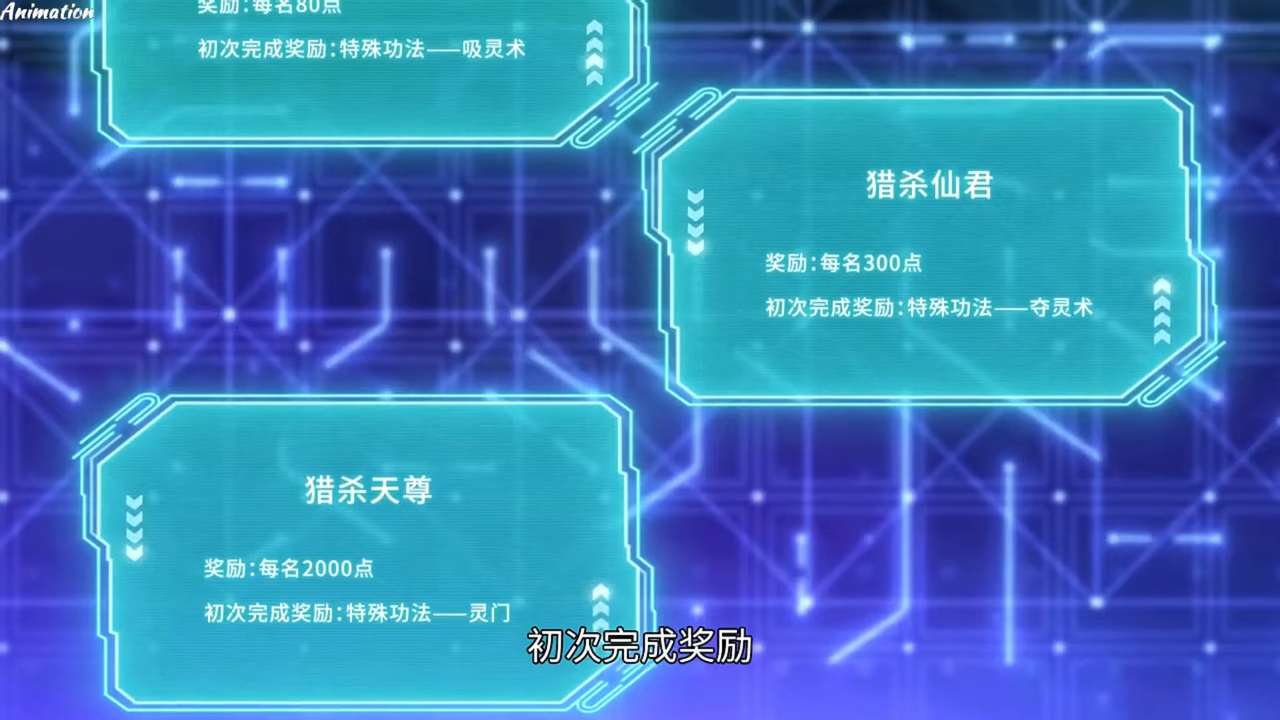 Animation
奖励:每名80点
初次完成奖励:特殊功法——吸灵术
猎杀仙君
奖励:每名300点
初次完成奖励:特殊功法——夺灵术
猎杀天尊
奖励:每名2000点
初次完成奖励:特殊功法——灵门
初次完成奖励